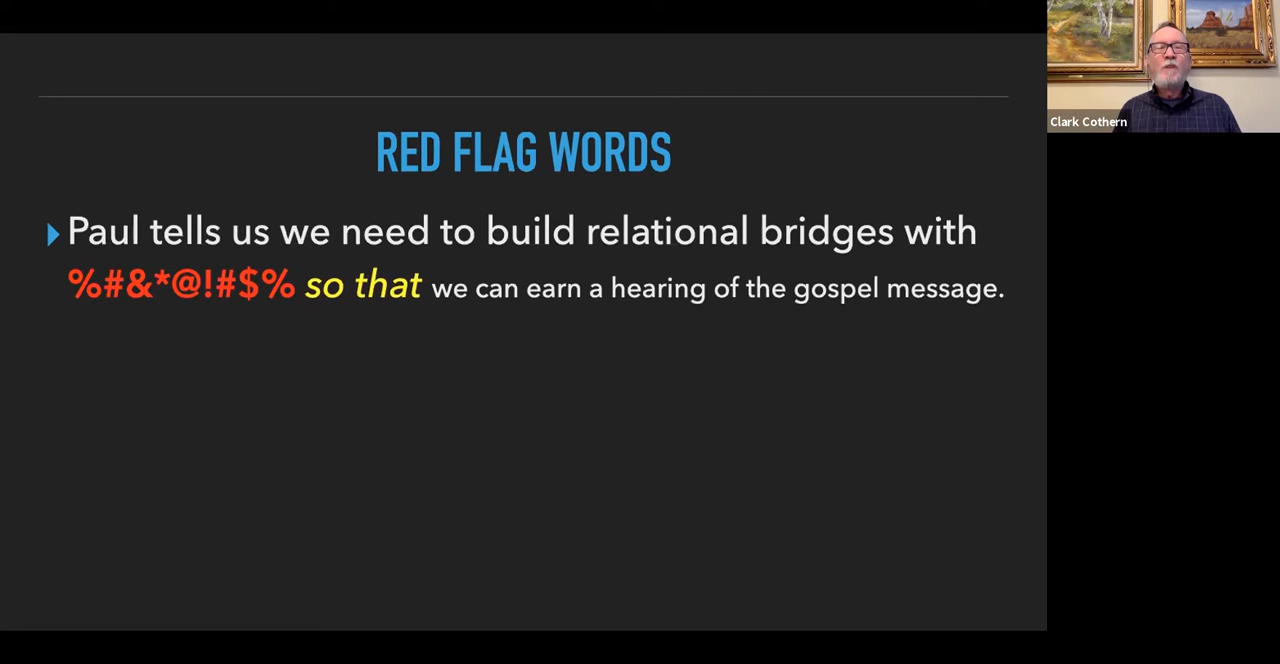 RED FLAG WORDS
Paul tells us we need to build relational bridges with
%#&*@!#$% so that we can earn a hearing of the gospel message.
Clark Cothern